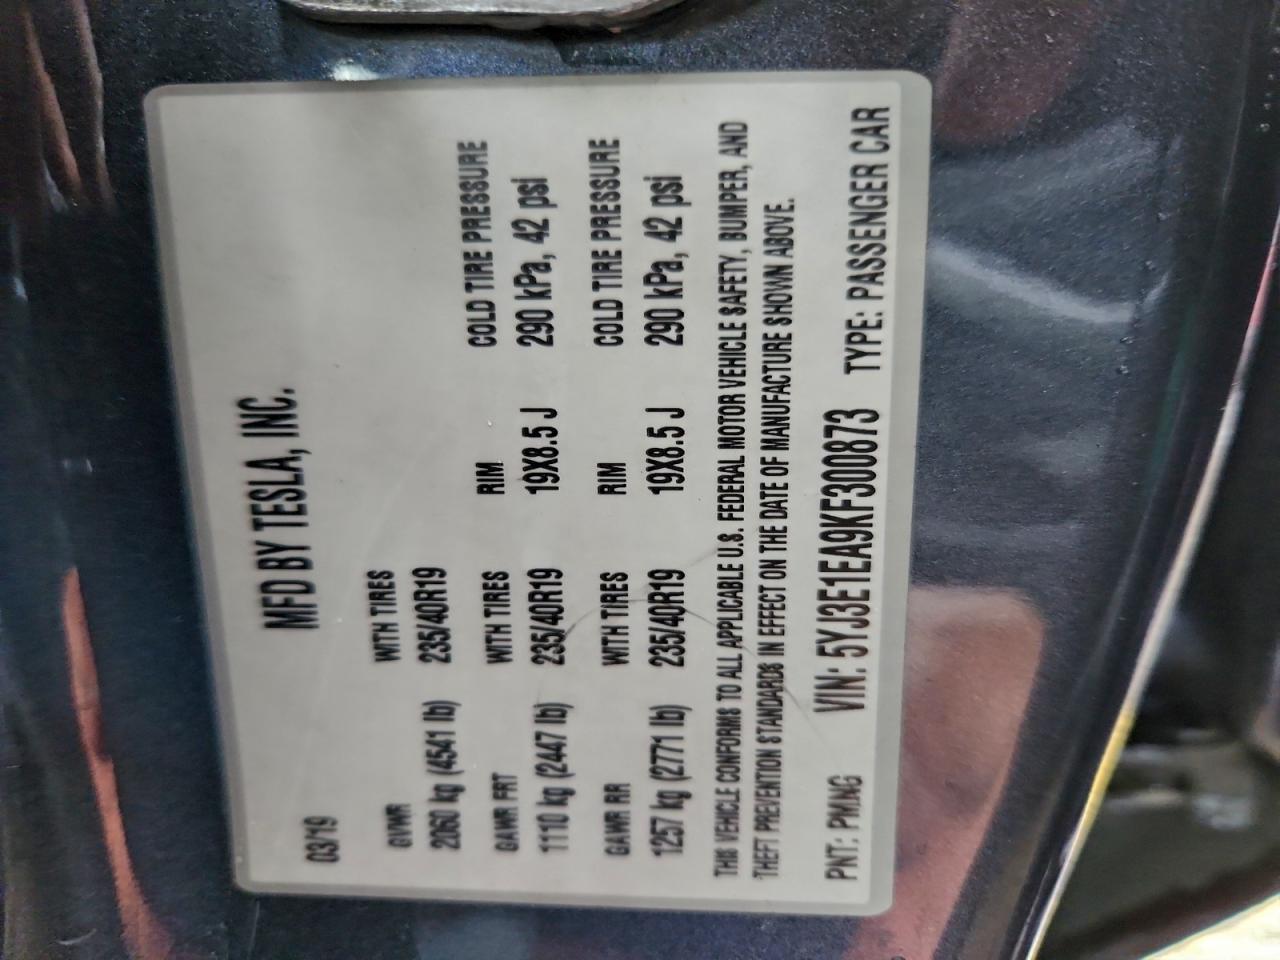 MFD BY TESLA, INC.
03/19
GVWR WITH TIRES
2060 kg (4541 lb) 235/40R19
GAWR FRT WITH TIRES RIM COLD TIRE PRESSURE
1110 kg (2447 lb) 235/40R19 19X8.5 J 290 kPa, 42 psi
GAWR RR WITH TIRES RIM COLD TIRE PRESSURE
1257 kg (2771 lb) 235/40R19 19X8.5 J 290 kPa, 42 psi
THIS VEHICLE CONFORMS TO ALL APPLICABLE U.S. FEDERAL MOTOR VEHICLE SAFETY, BUMPER, AND
THEFT PREVENTION STANDARDS IN EFFECT ON THE DATE OF MANUFACTURE SHOWN ABOVE.
PNT: PMNG VIN: 5YJ3E1EA9KF300873 TYPE: PASSENGER CAR